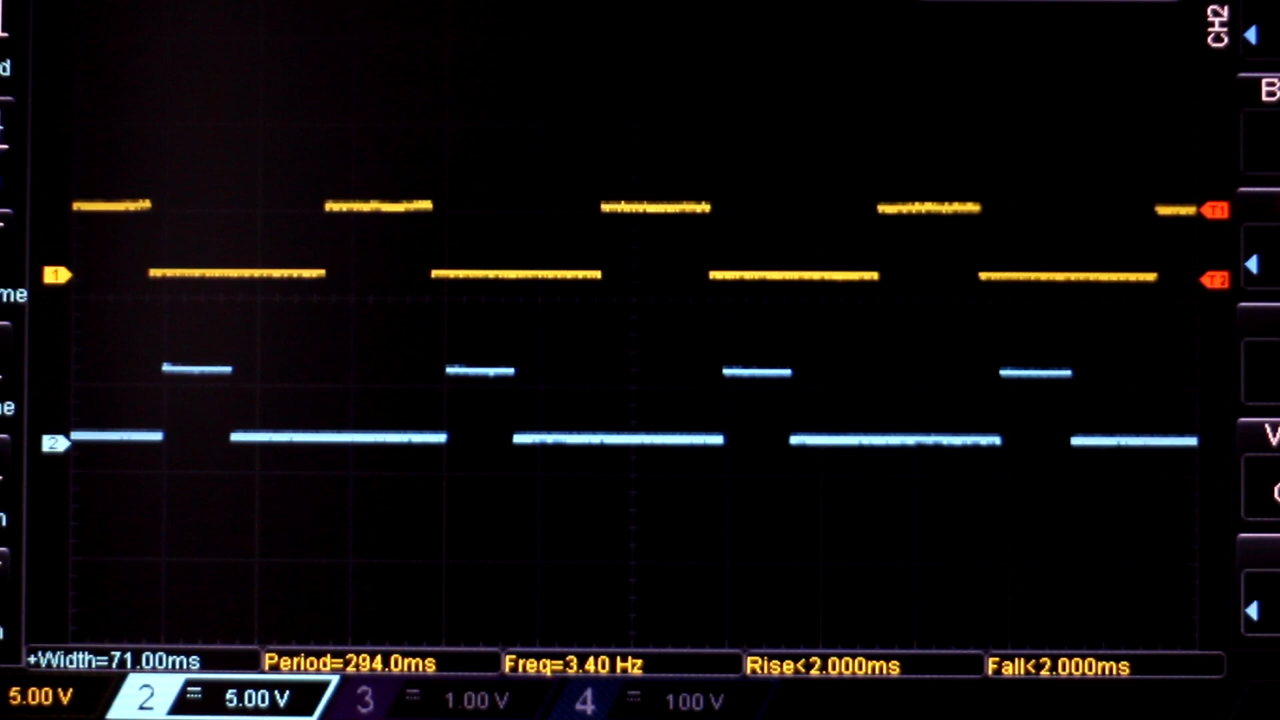 CH2
d
B
T1
1
T2
me
2
V
+Width=71.00ms Period=294.0ms Freq=3.40 Hz Rise<2.000ms Fall<2.000ms
5.00 V 2 5.00 V 3 1.00 V 4 100 V